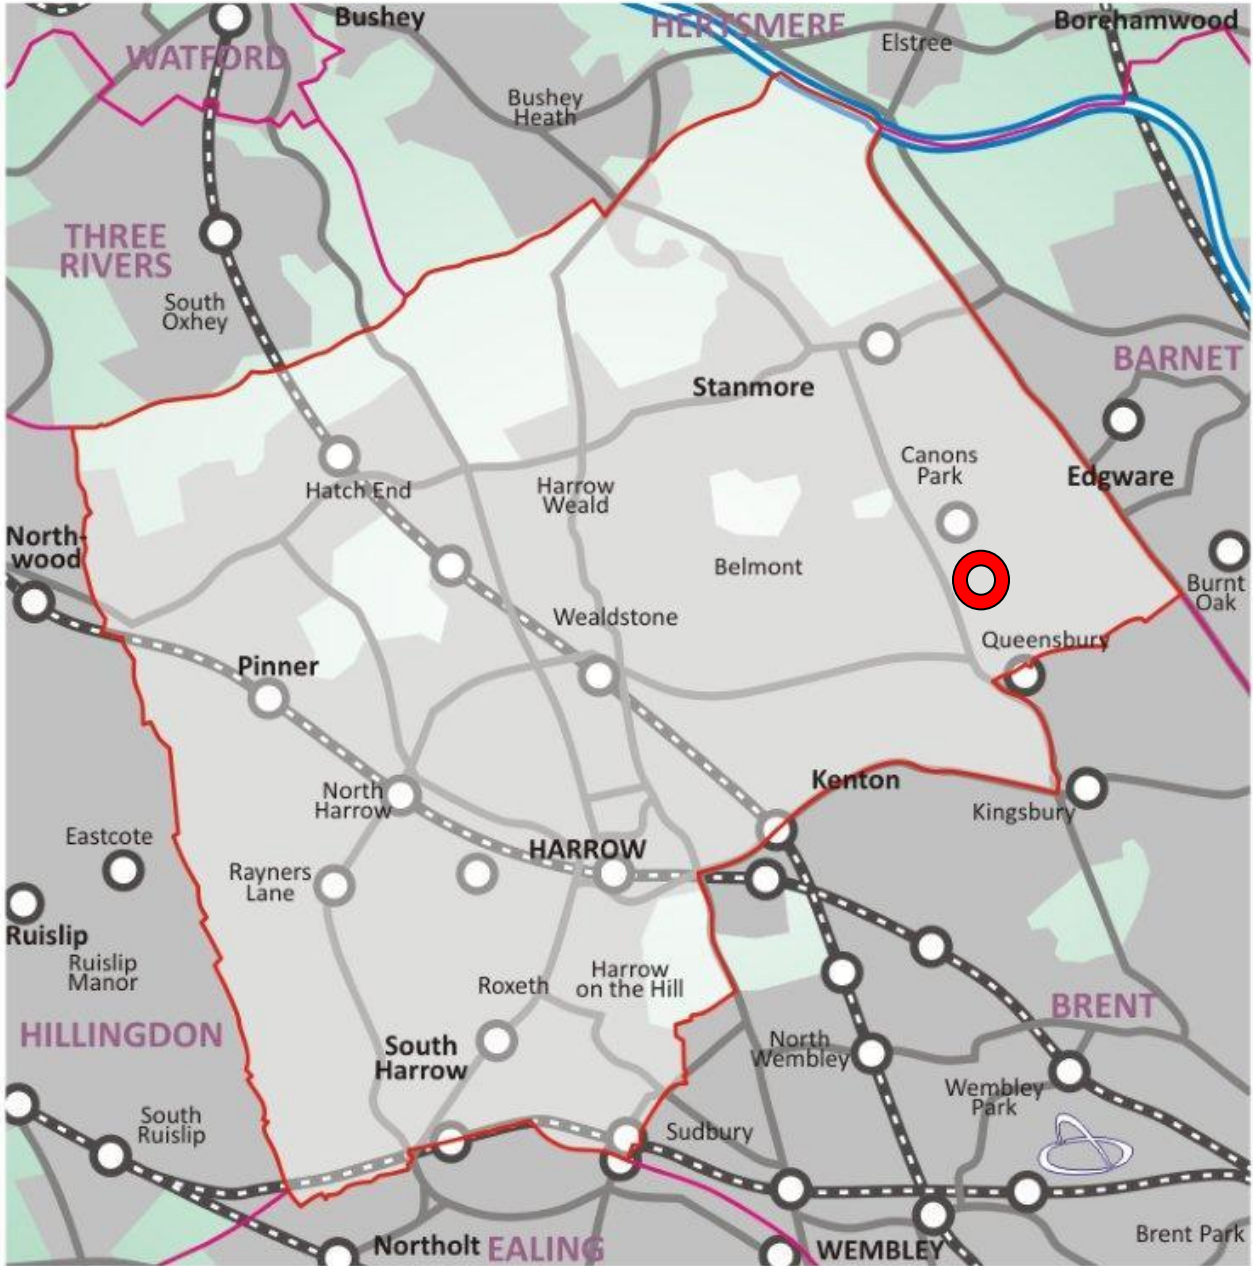 Bushey
HERTSMERE
Borehamwood
Elstree
WATFORD
Bushey
Heath
THREE
RIVERS
South
Oxhey
BARNET
Stanmore
Canons
Park
Edgware
Hatch End
Harrow
Weald
North-
wood
Belmont
Burnt
Oak
Wealdstone
Queensbury
Pinner
Kenton
North
Harrow
Kingsbury
Eastcote
HARROW
Rayners
Lane
Ruislip
Ruislip
Manor
Roxeth
Harrow
on the Hill
BRENT
HILLINGDON
South
Harrow
North
Wembley
Wembley
Park
South
Ruislip
Sudbury
Northolt
EALING
WEMBLEY
Brent Park